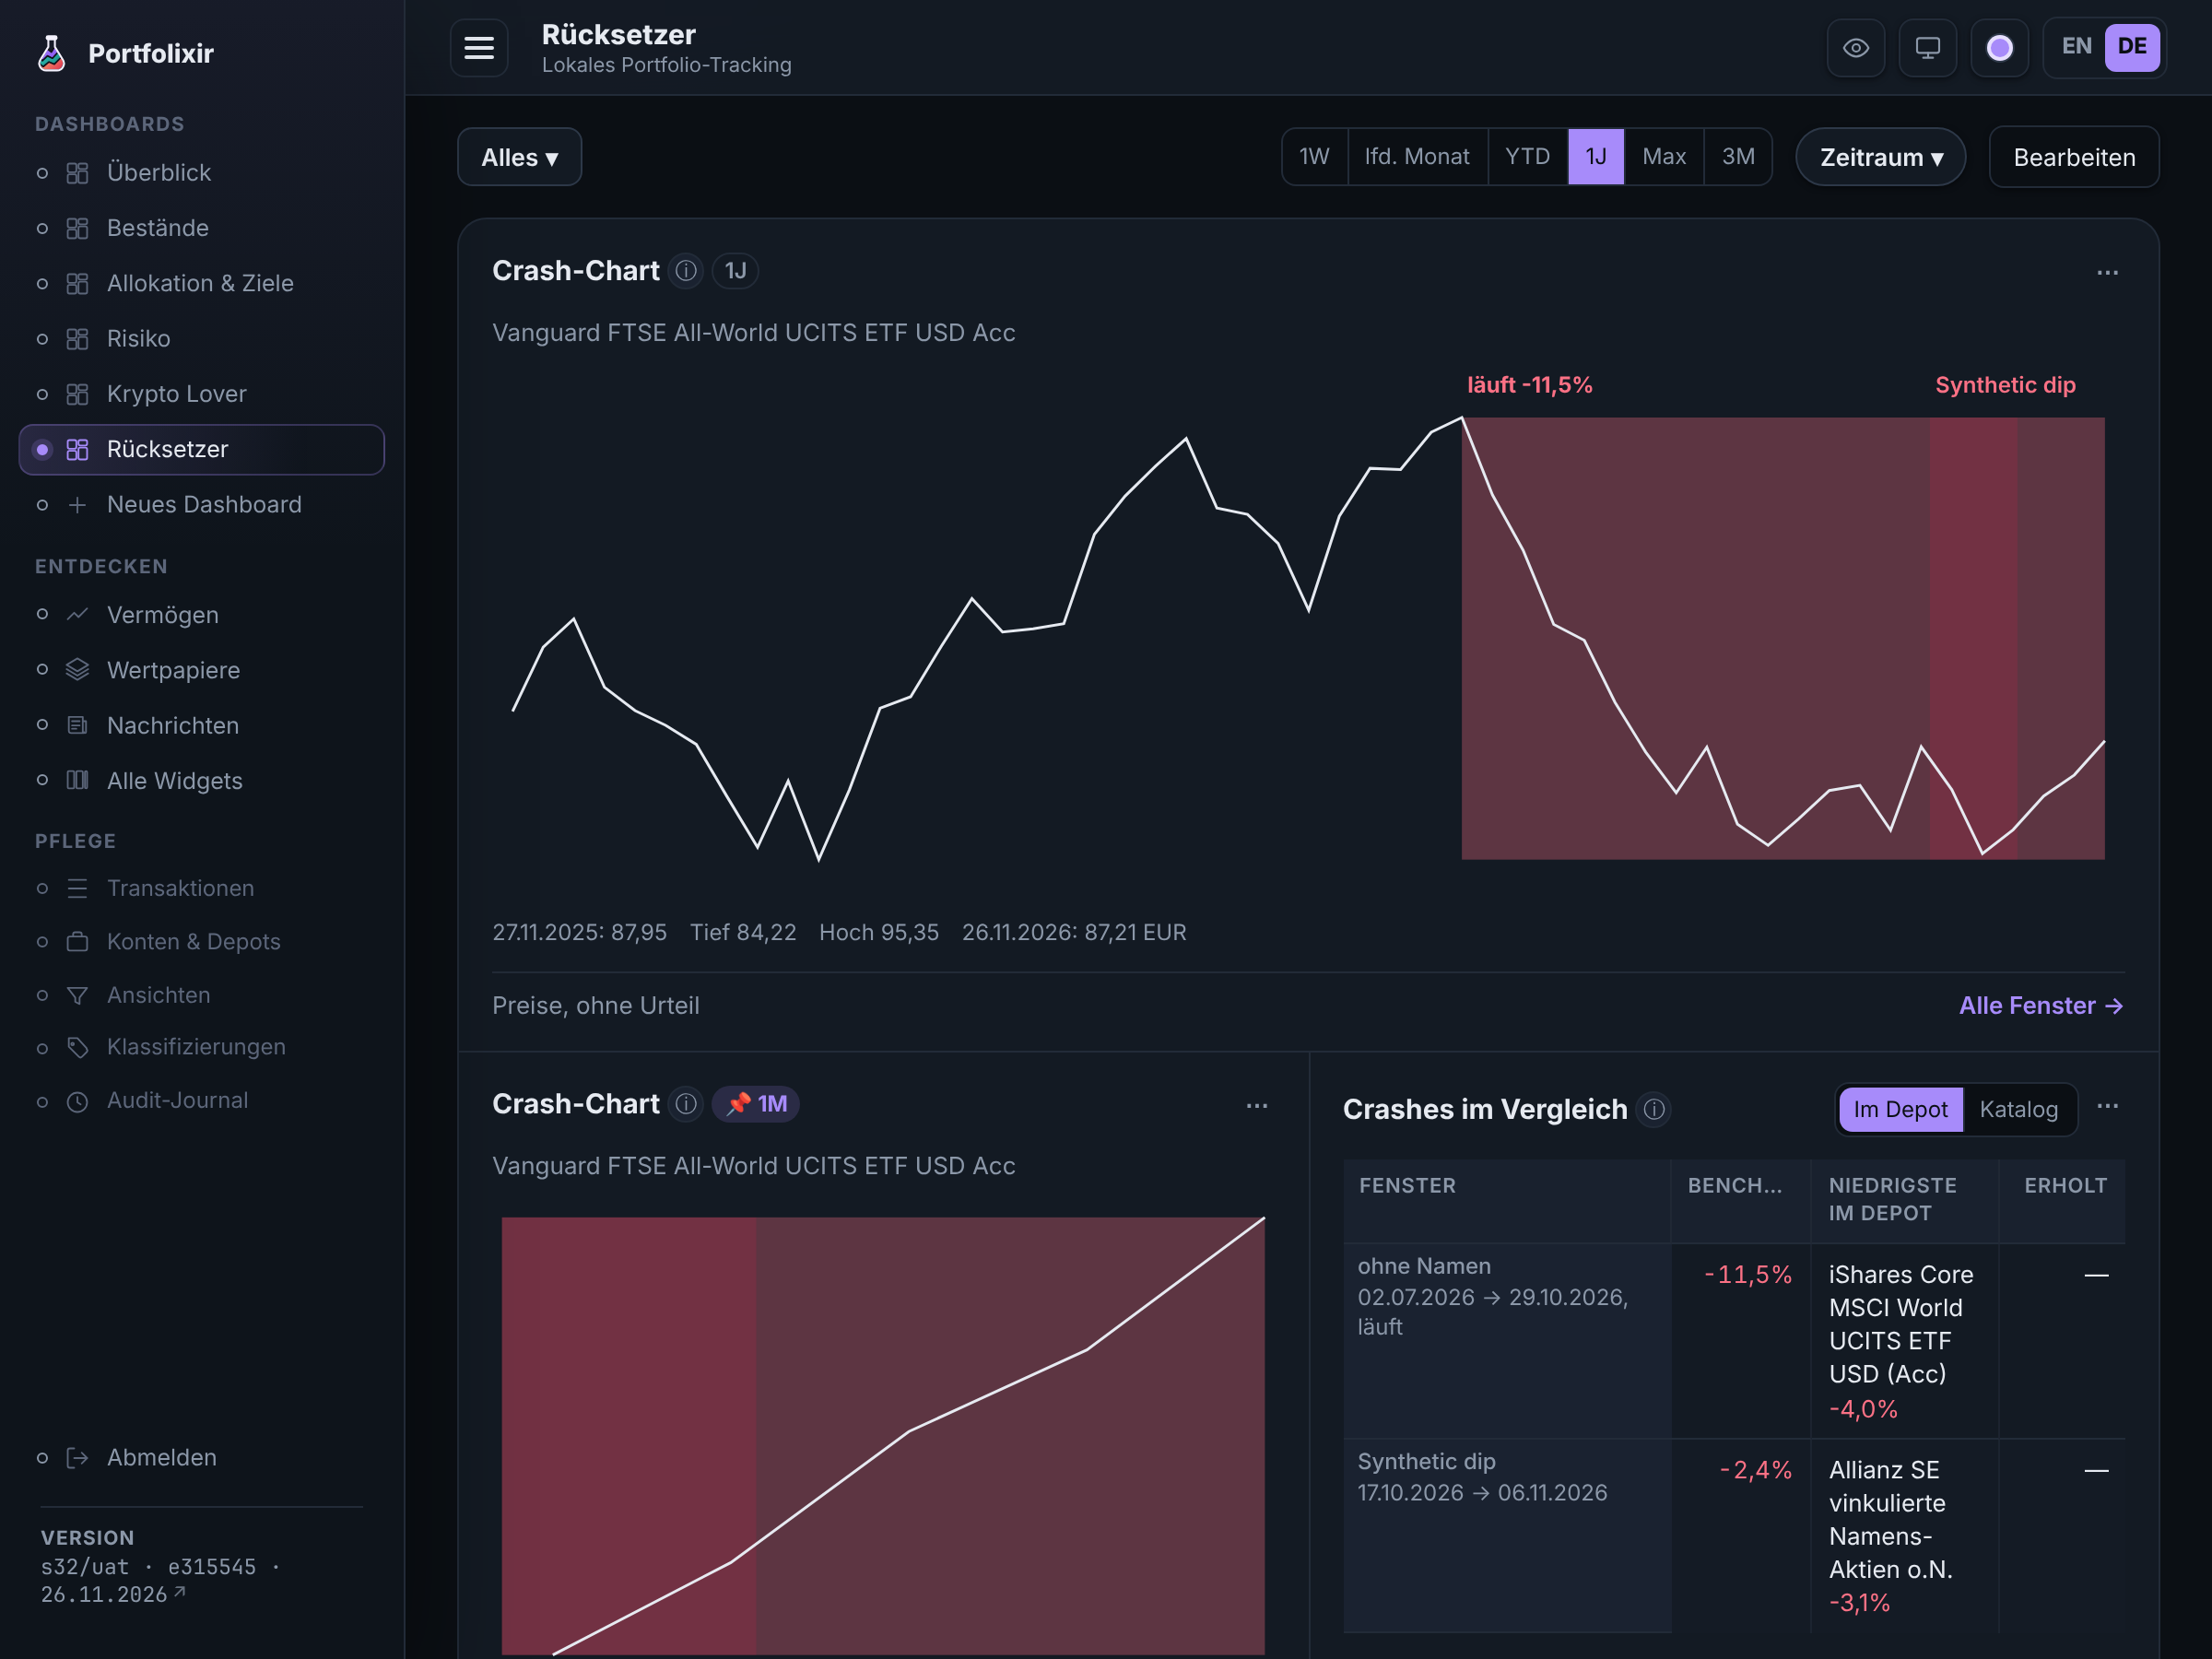 Portfolixir
DASHBOARDS
Überblick
Bestände
Allokation & Ziele
Risiko
Krypto Lover
Rücksetzer
Neues Dashboard
ENTDECKEN
Vermögen
Wertpapiere
Nachrichten
Alle Widgets
PFLEGE
Transaktionen
Konten & Depots
Ansichten
Klassifizierungen
Audit-Journal
Abmelden
VERSION
s32/uat · e315545 ·
26.11.2026↗
Rücksetzer
Lokales Portfolio-Tracking
EN DE
Alles ▾
1W lfd. Monat YTD 1J Max 3M
Zeitraum ▾
Bearbeiten
Crash-Chart ⓘ 1J ···
Vanguard FTSE All-World UCITS ETF USD Acc
läuft -11,5% Synthetic dip
27.11.2025: 87,95 Tief 84,22 Hoch 95,35 26.11.2026: 87,21 EUR
Preise, ohne Urteil
Alle Fenster →
Crash-Chart ⓘ 📌 1M ···
Vanguard FTSE All-World UCITS ETF USD Acc
Crashes im Vergleich ⓘ Im Depot Katalog ···
FENSTER BENCH... NIEDRIGSTE ERHOLT
IM DEPOT
ohne Namen
02.07.2026 → 29.10.2026,
läuft
-11,5%
iShares Core
MSCI World
UCITS ETF
USD (Acc)
-4,0%
—
Synthetic dip
17.10.2026 → 06.11.2026
-2,4%
Allianz SE
vinkulierte
Namens-
Aktien o.N.
-3,1%
—